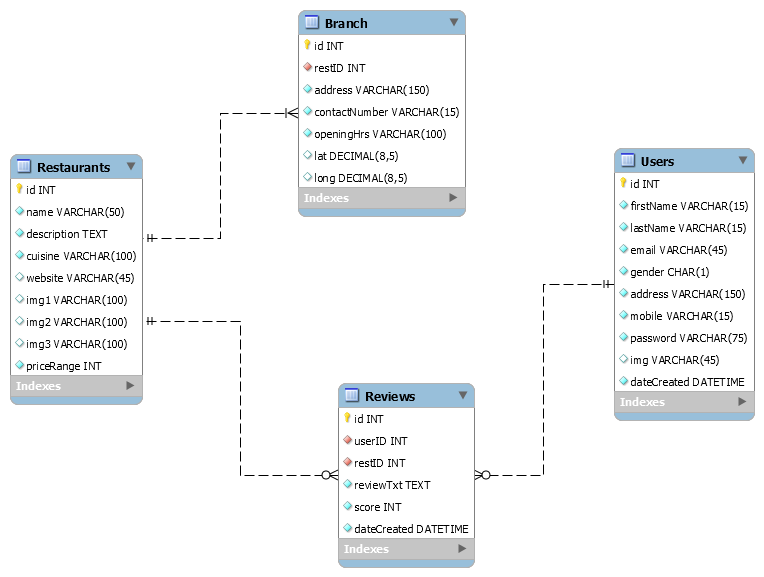 Branch
id INT
restID INT
address VARCHAR(150)
contactNumber VARCHAR(15)
openingHrs VARCHAR(100)
lat DECIMAL(8,5)
long DECIMAL(8,5)
Indexes
Restaurants
id INT
name VARCHAR(50)
description TEXT
cuisine VARCHAR(100)
website VARCHAR(45)
img1 VARCHAR(100)
img2 VARCHAR(100)
img3 VARCHAR(100)
priceRange INT
Indexes
Users
id INT
firstName VARCHAR(15)
lastName VARCHAR(15)
email VARCHAR(45)
gender CHAR(1)
address VARCHAR(150)
mobile VARCHAR(15)
password VARCHAR(75)
img VARCHAR(45)
dateCreated DATETIME
Indexes
Reviews
id INT
userID INT
restID INT
reviewTxt TEXT
score INT
dateCreated DATETIME
Indexes